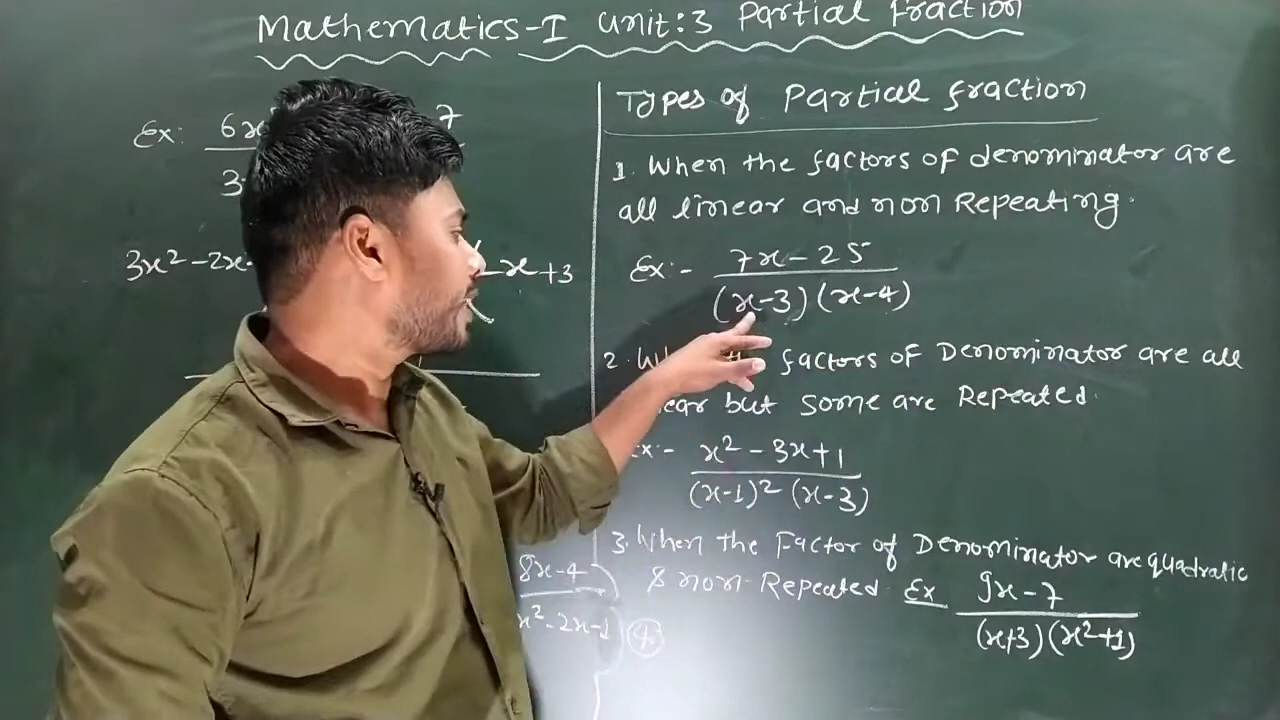 Mathematics-I Unit:3 Partial Fraction
Ex: 6x 7
3
3x² -2x- -x+3
8x-4
x²-2x-1
4
Types of Partial fraction
1. When the factors of denominator are
all linear and non Repeating.
Ex:- 7x-25
(x-3)(x-4)
2. factors of Denominator are all
but some are Repeated.
Ex:- x²-3x+1
(x-1)² (x-3)
3. When the Factor of Denominator are quadratic
& non-Repeated Ex 9x-7
(x+3)(x²+1)